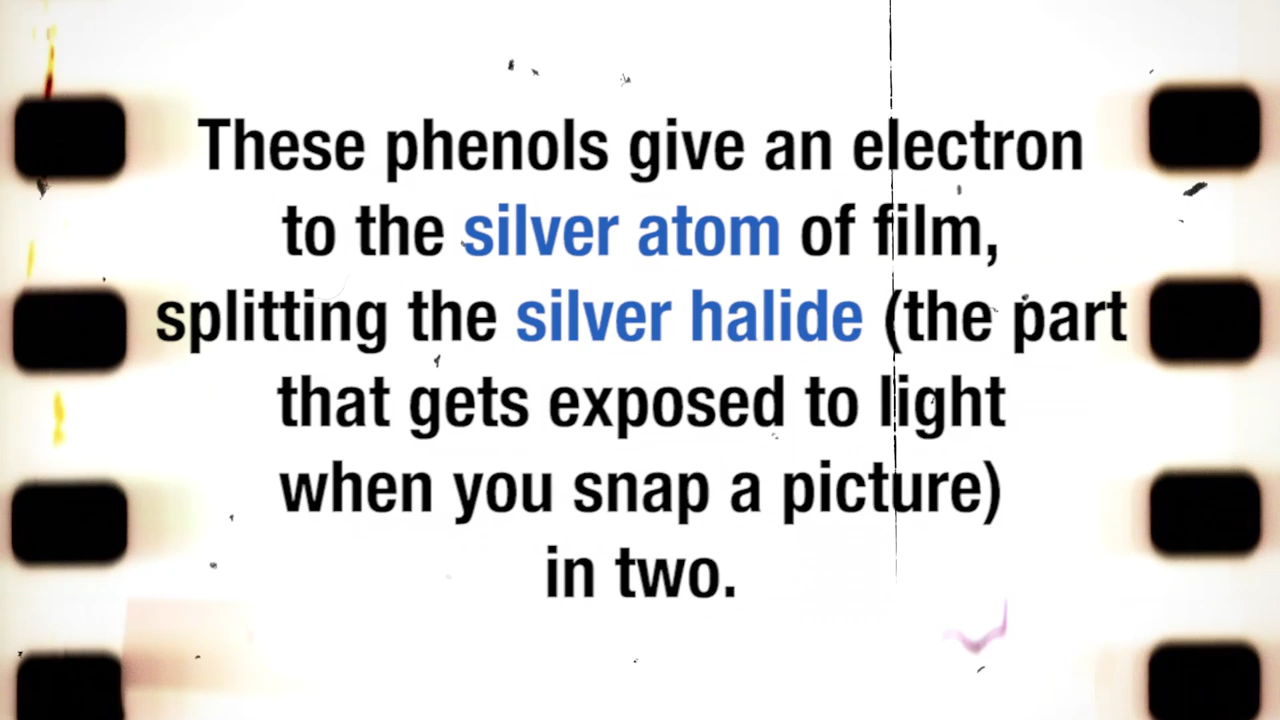 These phenols give an electron
to the silver atom of film,
splitting the silver halide (the part
that gets exposed to light
when you snap a picture)
in two.